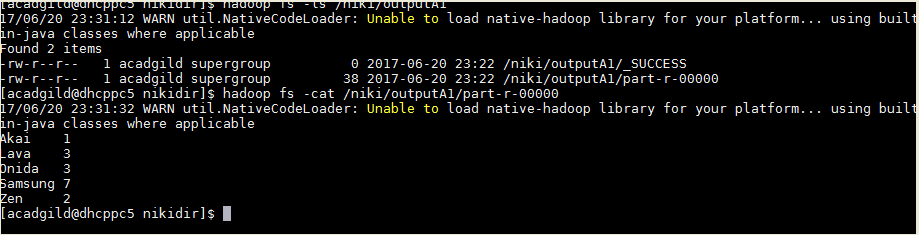 [acadgild@dhcppc5 nikidir]$ hadoop fs -ls /niki/outputA1
17/06/20 23:31:12 WARN util.NativeCodeLoader: Unable to load native-hadoop library for your platform... using built
in-java classes where applicable
Found 2 items
-rw-r--r--   1 acadgild supergroup          0 2017-06-20 23:22 /niki/outputA1/_SUCCESS
-rw-r--r--   1 acadgild supergroup         38 2017-06-20 23:22 /niki/outputA1/part-r-00000
[acadgild@dhcppc5 nikidir]$ hadoop fs -cat /niki/outputA1/part-r-00000
17/06/20 23:31:32 WARN util.NativeCodeLoader: Unable to load native-hadoop library for your platform... using built
in-java classes where applicable
Akai    1
Lava    3
Onida   3
Samsung 7
Zen     2
[acadgild@dhcppc5 nikidir]$